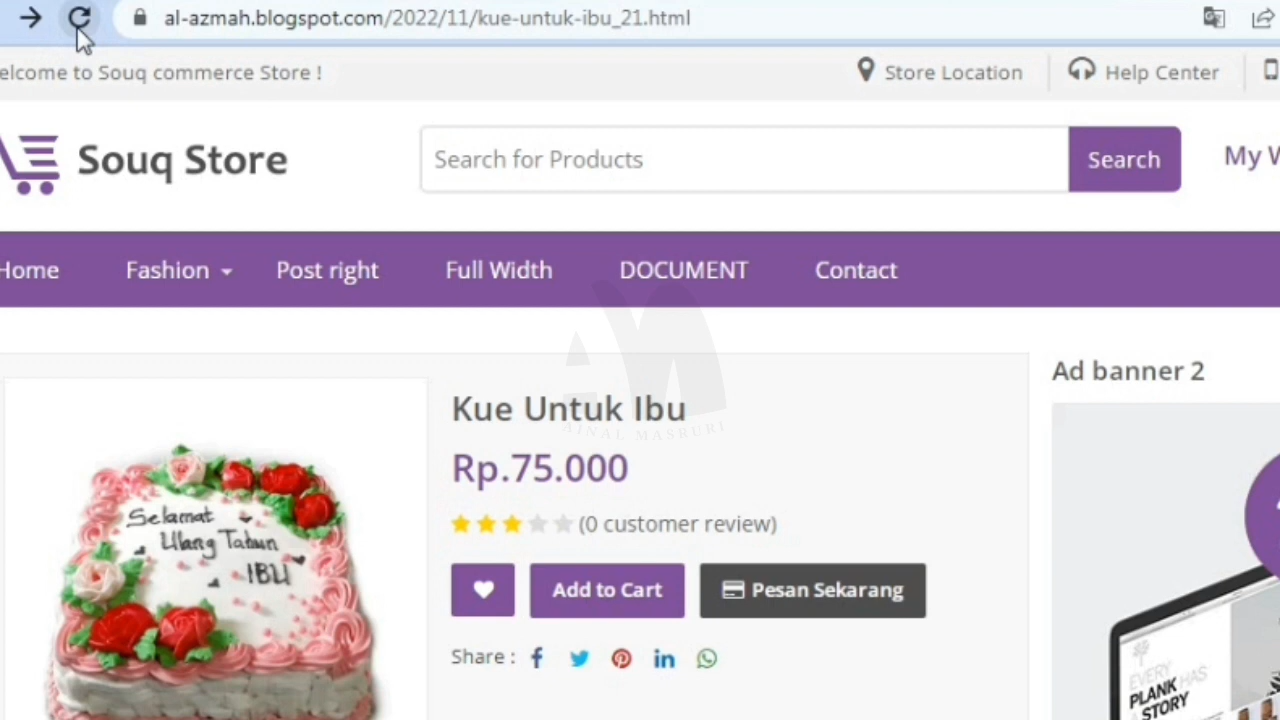 al-azmah.blogspot.com/2022/11/kue-untuk-ibu_21.html
elcome to Souq commerce Store !
Store Location
Help Center
Souq Store
Search for Products
Search
My W
Home
Fashion
Post right
Full Width
DOCUMENT
Contact
Ad banner 2
Kue Untuk Ibu
AINAL MASRURI
Rp.75.000
(0 customer review)
Add to Cart
Pesan Sekarang
Share :
Selamat
Ulang Tahun
IBU
EVERY
PLANK HAS
A STORY